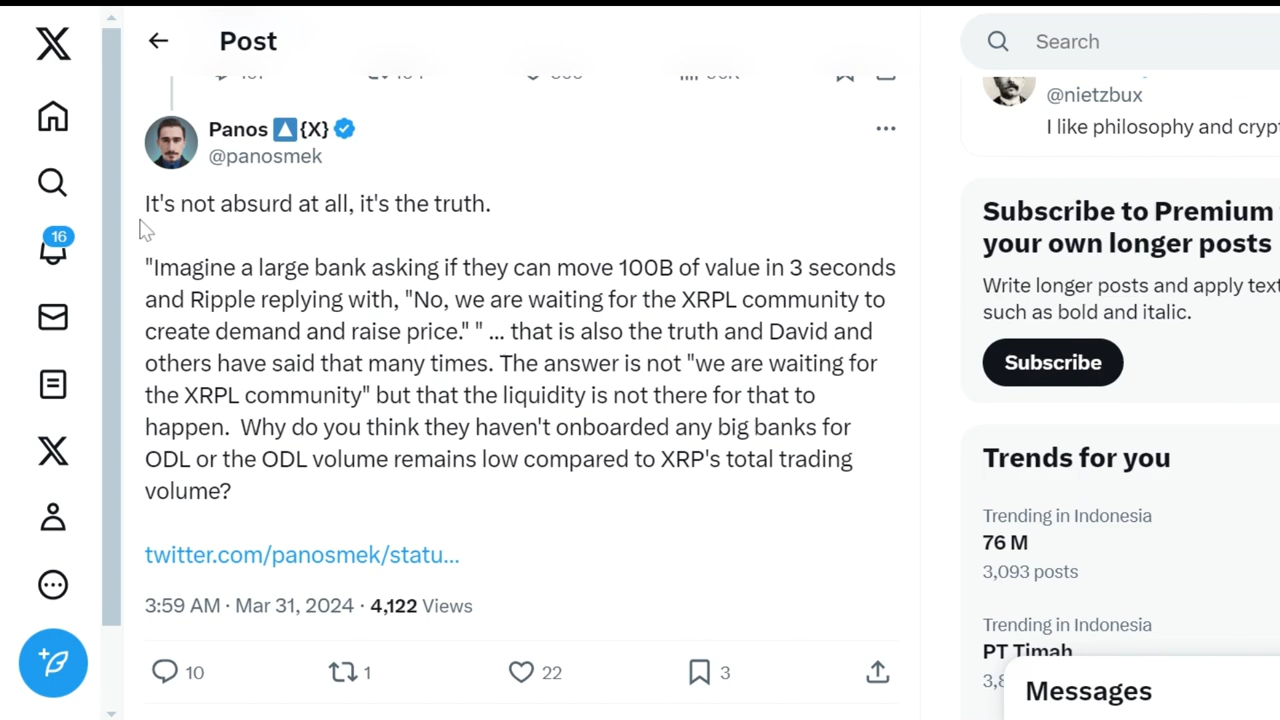 Post
Search
Panos {X}
@panosmek
It's not absurd at all, it's the truth.
"Imagine a large bank asking if they can move 100B of value in 3 seconds
and Ripple replying with, "No, we are waiting for the XRPL community to
create demand and raise price." " ... that is also the truth and David and
others have said that many times. The answer is not "we are waiting for
the XRPL community" but that the liquidity is not there for that to
happen.  Why do you think they haven't onboarded any big banks for
ODL or the ODL volume remains low compared to XRP's total trading
volume?
twitter.com/panosmek/statu...
3:59 AM · Mar 31, 2024 · 4,122 Views
10
1
22
3
16
@nietzbux
I like philosophy and cryp
Subscribe to Premium
your own longer posts
Write longer posts and apply text
such as bold and italic.
Subscribe
Trends for you
Trending in Indonesia
76 M
3,093 posts
Trending in Indonesia
PT Timah
Messages